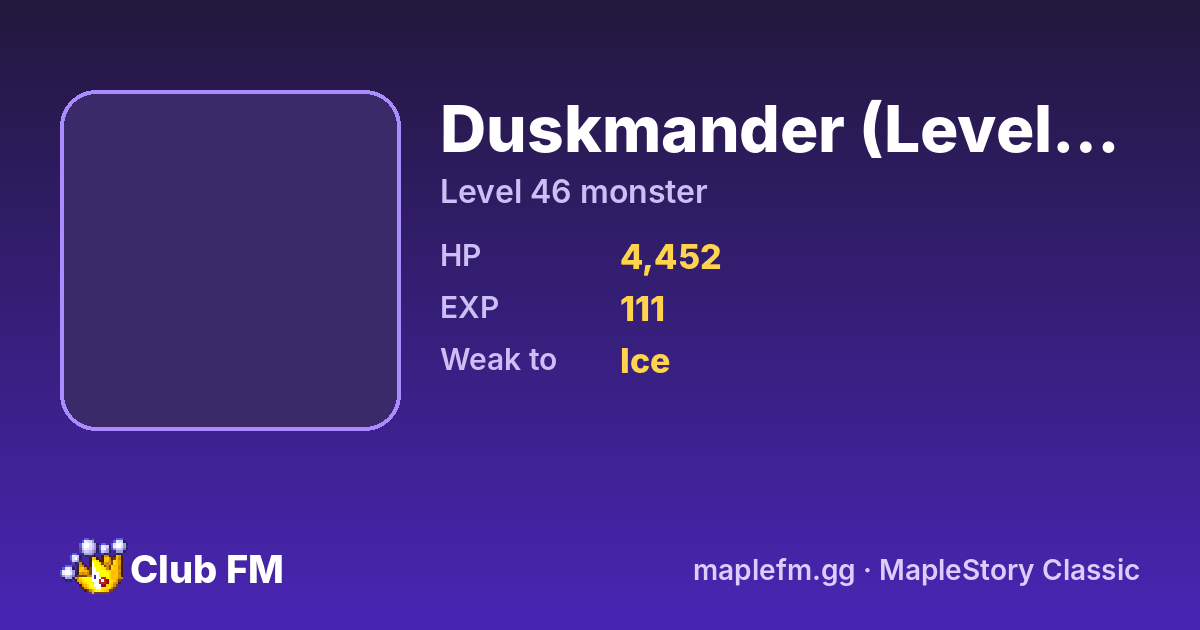 Duskmander (Level...
Level 46 monster
HP 4,452
EXP 111
Weak to Ice
Club FM
maplefm.gg · MapleStory Classic